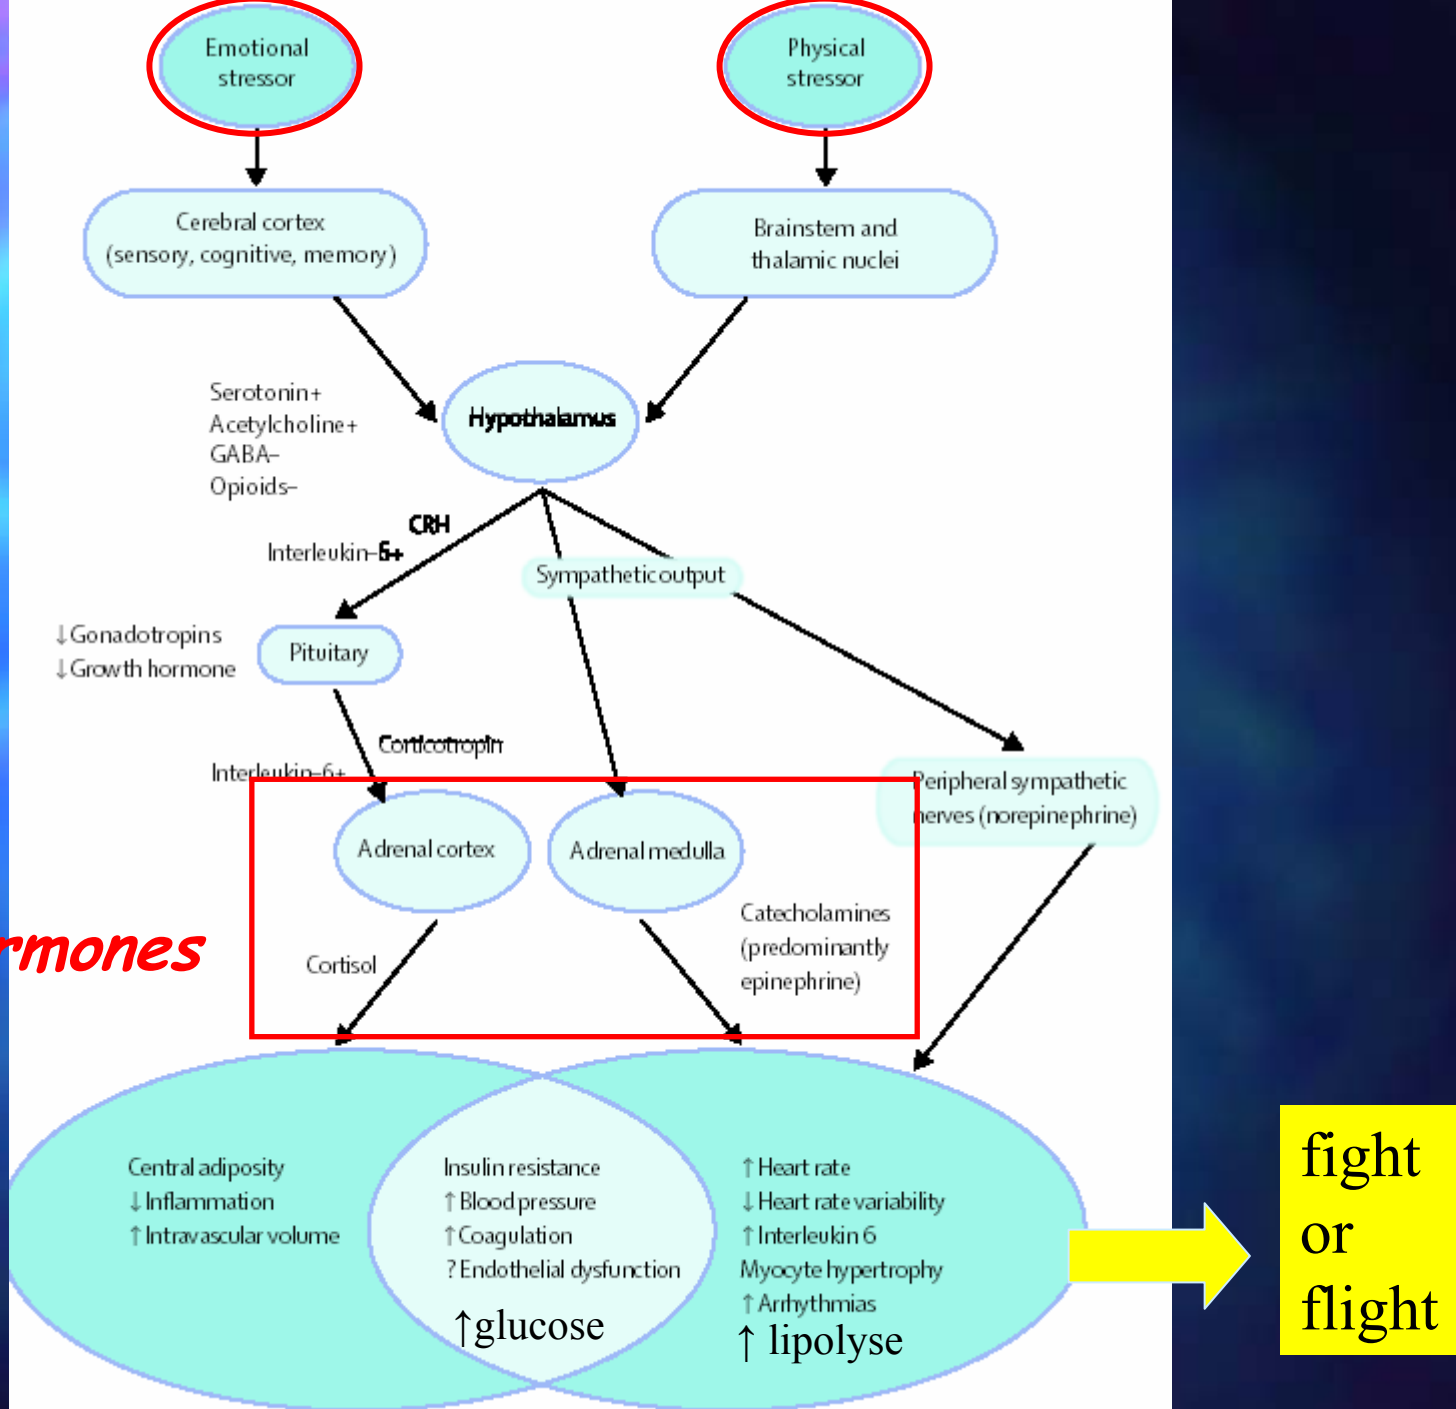 Emotional
stressor
Physical
stressor
Cerebral cortex
(sensory, cognitive, memory)
Brainstem and
thalamic nuclei
Serotonin+
Acetylcholine+
GABA–
Opioids–
Hypothalamus
CRH
Interleukin–6+
Sympathetic output
↓Gonadotropins
↓Growth hormone
Pituitary
Corticotropin
Interleukin–6+
Peripheral sympathetic
nerves (norepinephrine)
Adrenal cortex
Adrenal medulla
Catecholamines
(predominantly
epinephrine)
rmones
Cortisol
Central adiposity
↓Inflammation
↑Intravascular volume
Insulin resistance
↑Blood pressure
↑Coagulation
?Endothelial dysfunction
↑glucose
↑Heart rate
↓Heart rate variability
↑Interleukin 6
Myocyte hypertrophy
↑Arrhythmias
↑ lipolyse
fight
or
flight